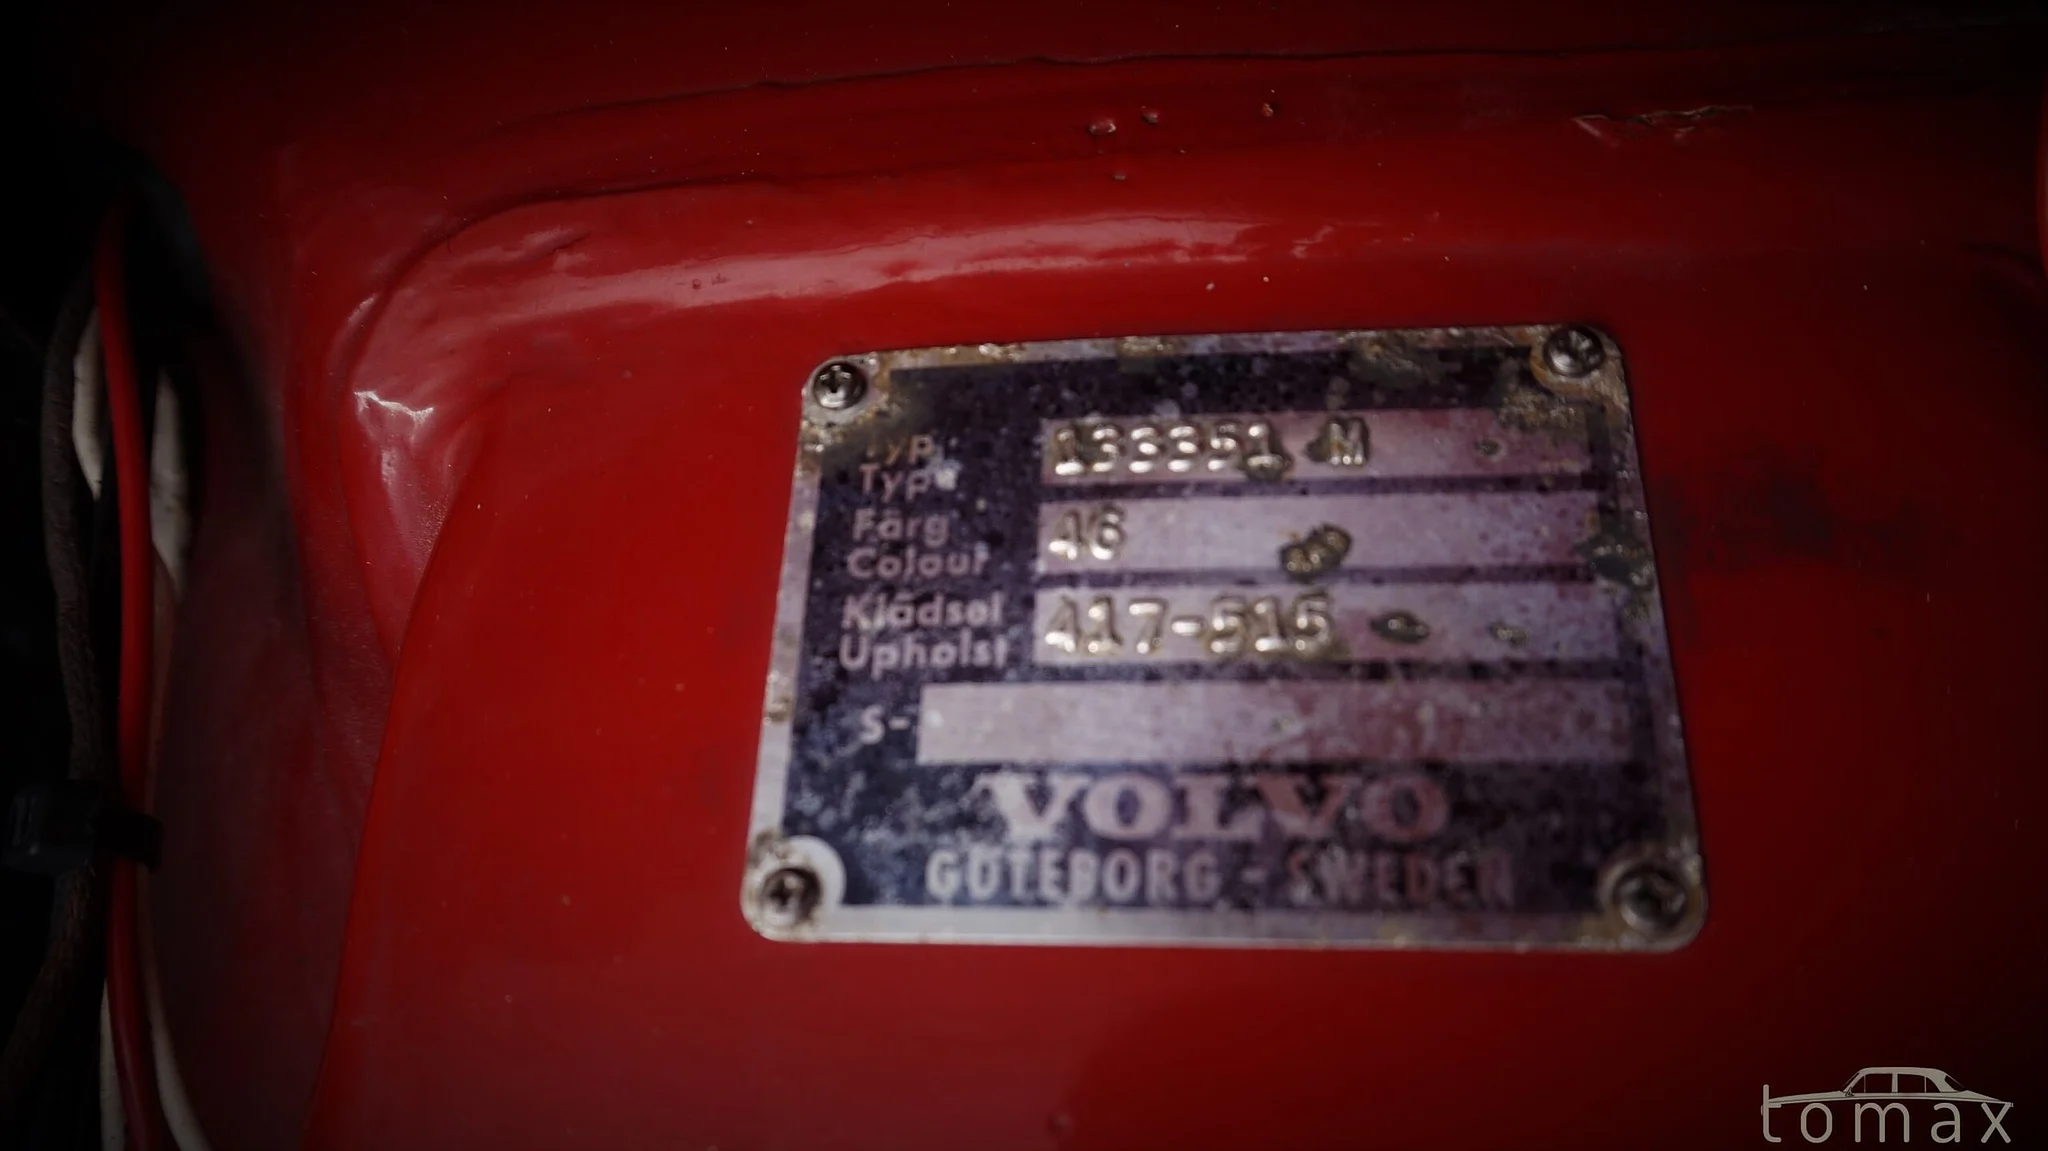 Typ 133351 M
Type
Färg 46
Colour
Klädsel 417-515
Upholst
S-
VOLVO
GÖTEBORG - SWEDEN
tomax